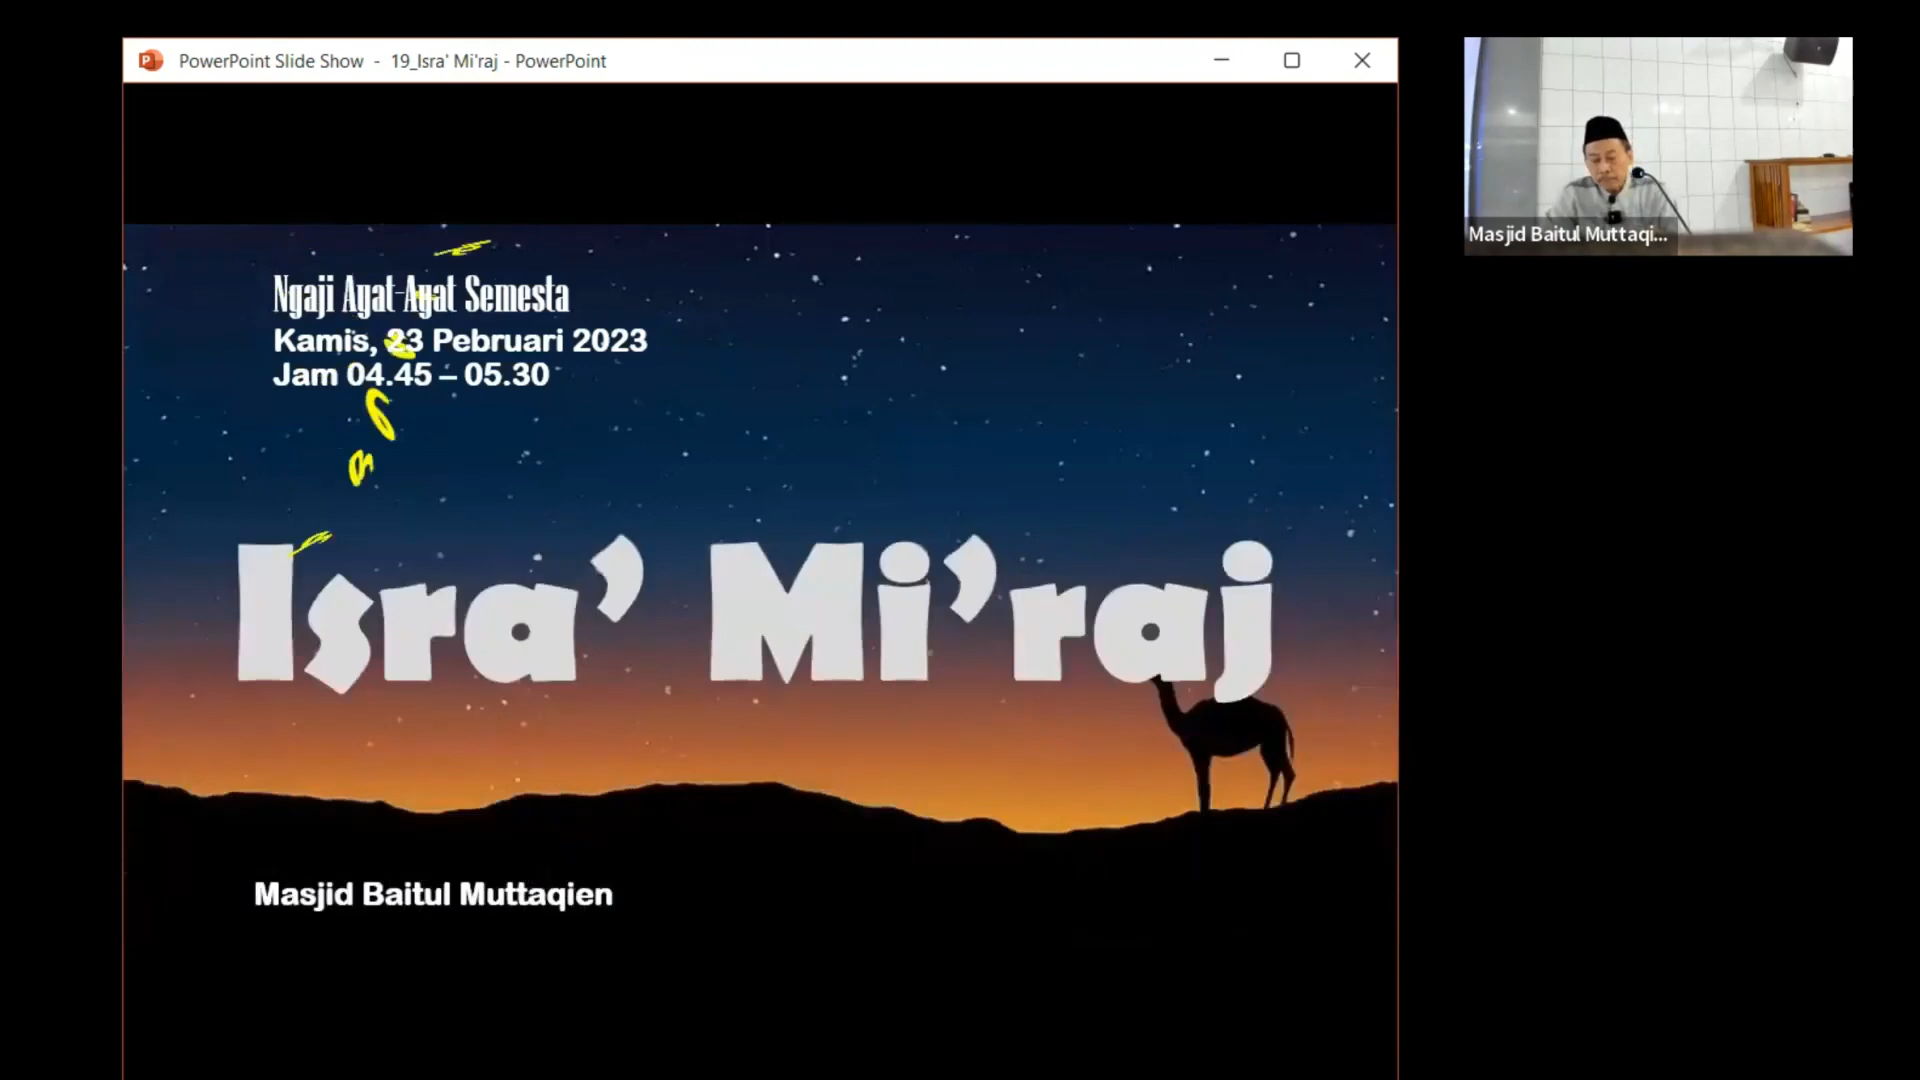 PowerPoint Slide Show - 19_Isra' Mi'raj - PowerPoint
Masjid Baitul Muttaqi...
Ngaji Ayat-Ayat Semesta
Kamis, 23 Pebruari 2023
Jam 04.45 – 05.30
Isra’ Mi’raj
Masjid Baitul Muttaqien